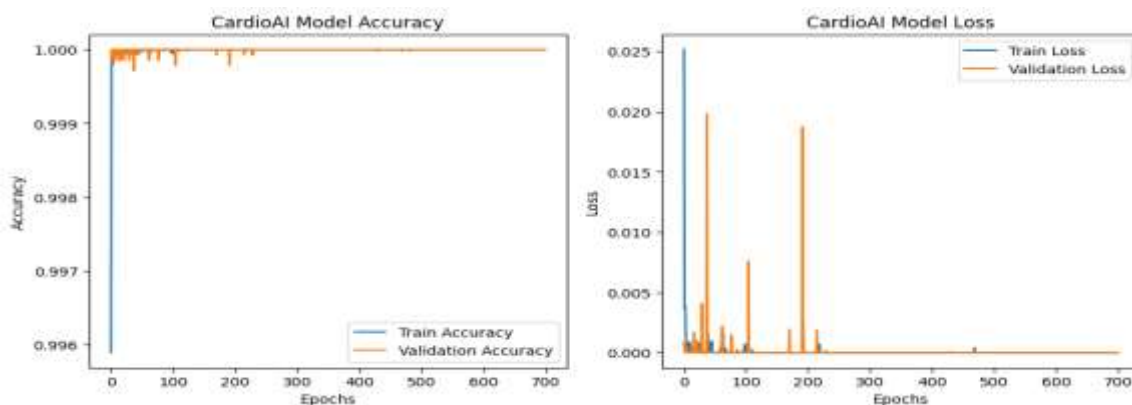 CardioAI Model Accuracy
1.000
0.999
0.998
0.997
0.996
Accuracy
Train Accuracy
Validation Accuracy
0 100 200 300 400 500 600 700
Epochs
CardioAI Model Loss
0.025
0.020
0.015
0.010
0.005
0.000
Loss
Train Loss
Validation Loss
0 100 200 300 400 500 600 700
Epochs